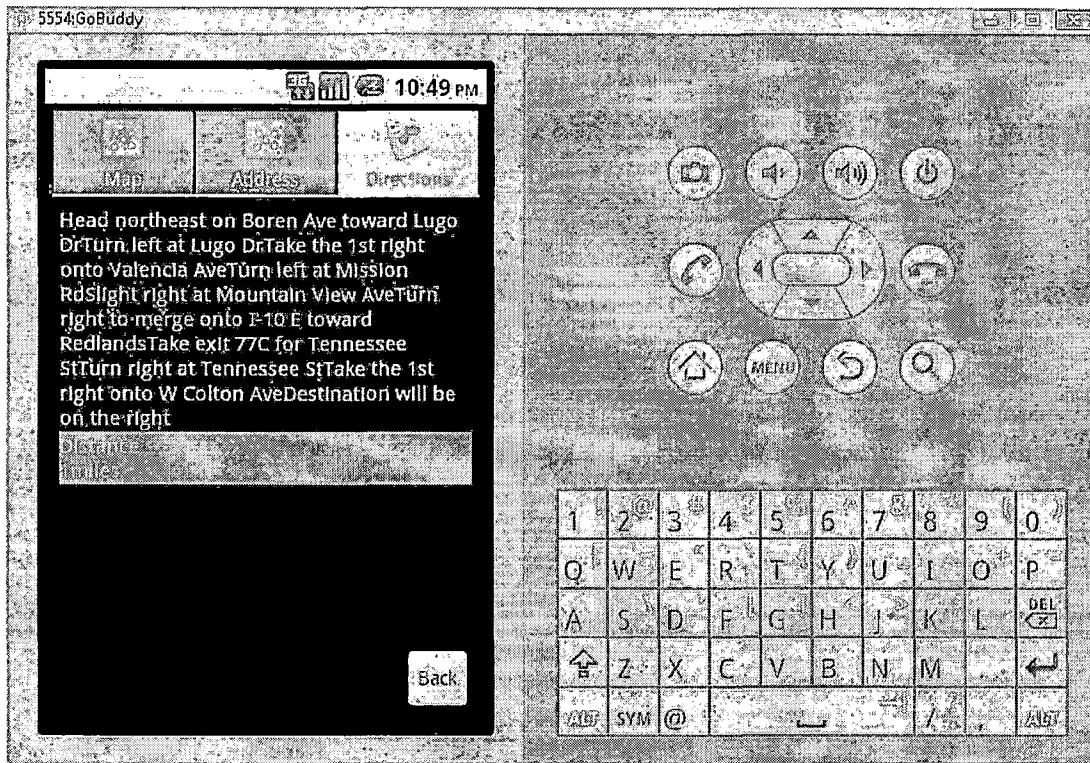 5554:GoBuddy
10:49 PM
Map Address Directions
Head northeast on Boren Ave toward Lugo
DrTurn left at Lugo DrTake the 1st right
onto Valencia AveTurn left at Mission
RdSlight right at Mountain View AveTurn
right to merge onto I-10 E toward
RedlandsTake exit 77C for Tennessee
StTurn right at Tennessee StTake the 1st
right onto W Colton AveDestination will be
on the right
Distance
miles
Back
MENU
1 2 @ 3 # 4 5 6 ^ 7 & 8 9 ( 0 )
Q W E R T Y U I O P
A S D F G H J K L DEL
Z X C V B N M .
ALT SYM @ / , ALT